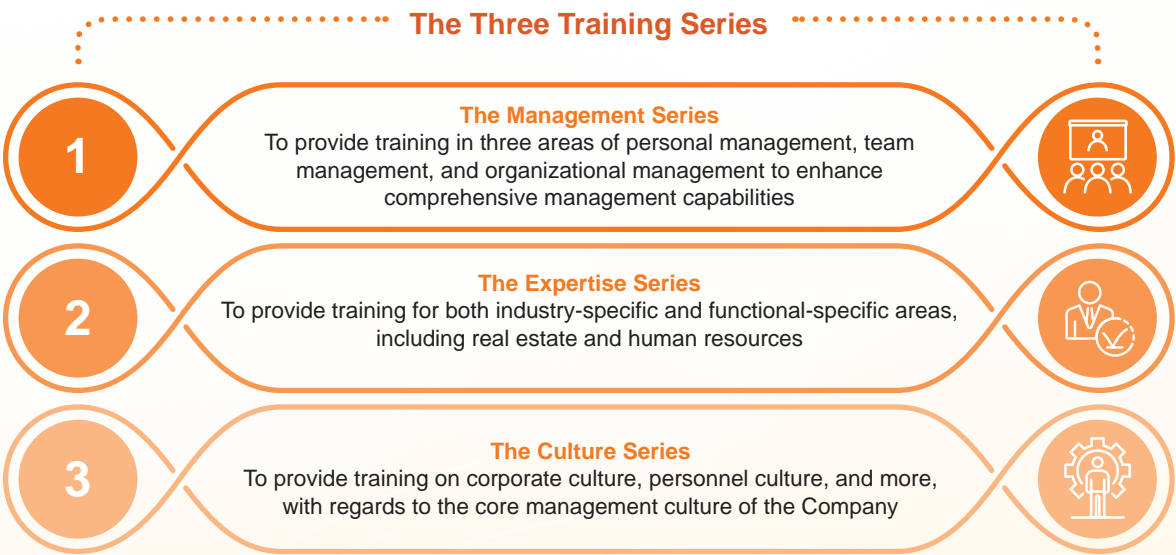 The Three Training Series
1
The Management Series
To provide training in three areas of personal management, team
management, and organizational management to enhance
comprehensive management capabilities
2
The Expertise Series
To provide training for both industry-specific and functional-specific areas,
including real estate and human resources
3
The Culture Series
To provide training on corporate culture, personnel culture, and more,
with regards to the core management culture of the Company